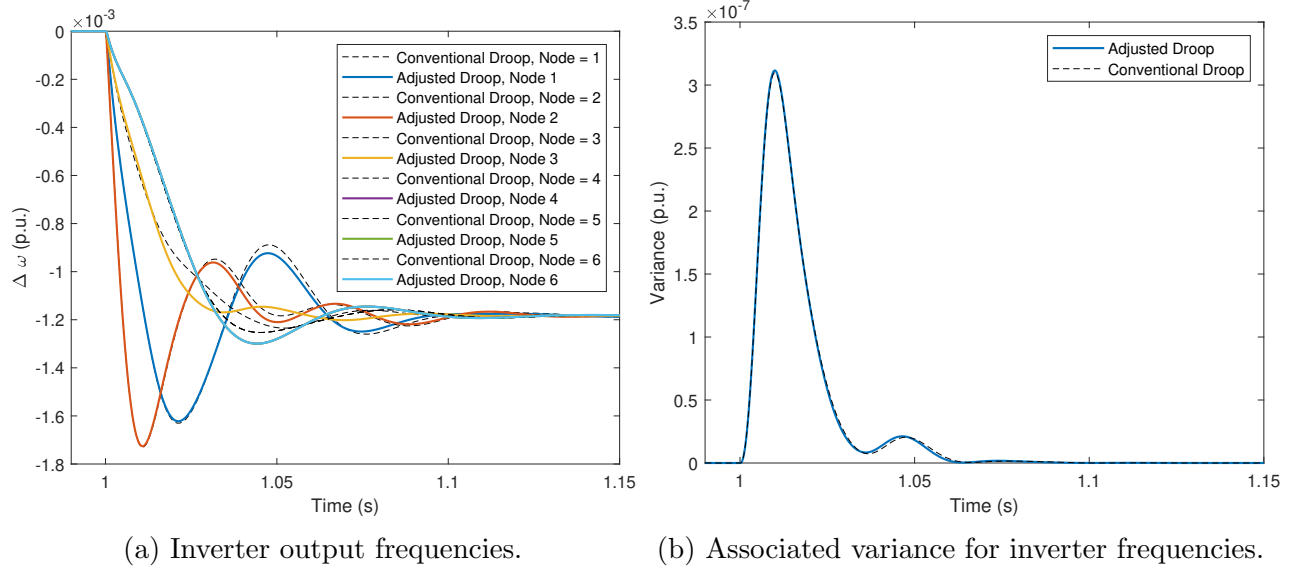 ×10⁻³
0
-0.2
-0.4
-0.6
-0.8
-1
-1.2
-1.4
-1.6
-1.8
Δ ω (p.u.)
1
1.05
1.1
1.15
Time (s)
Conventional Droop, Node = 1
Adjusted Droop, Node 1
Conventional Droop, Node = 2
Adjusted Droop, Node 2
Conventional Droop, Node = 3
Adjusted Droop, Node 3
Conventional Droop, Node = 4
Adjusted Droop, Node 4
Conventional Droop, Node = 5
Adjusted Droop, Node 5
Conventional Droop, Node = 6
Adjusted Droop, Node 6
(a) Inverter output frequencies.
×10⁻⁷
3.5
3
2.5
2
1.5
1
0.5
0
Variance (p.u.)
1
1.05
1.1
1.15
Time (s)
Adjusted Droop
Conventional Droop
(b) Associated variance for inverter frequencies.